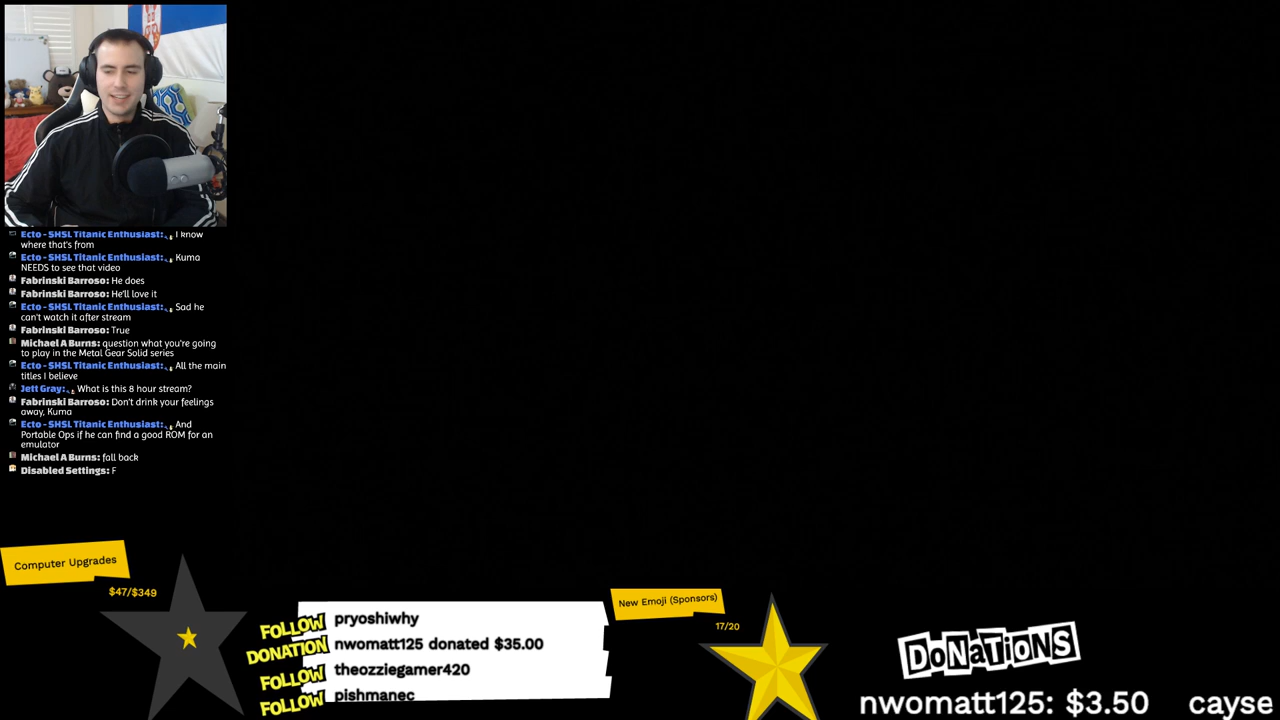 Ecto - SHSL Titanic Enthusiast: I know
where that's from
Ecto - SHSL Titanic Enthusiast: Kuma
NEEDS to see that video
Fabrinski Barroso: He does
Fabrinski Barroso: He'll love it
Ecto - SHSL Titanic Enthusiast: Sad he
can't watch it after stream
Fabrinski Barroso: True
Michael A Burns: question what you're going
to play in the Metal Gear Solid series
Ecto - SHSL Titanic Enthusiast: All the main
titles I believe
Jett Gray: What is this 8 hour stream?
Fabrinski Barroso: Don't drink your feelings
away, Kuma
Ecto - SHSL Titanic Enthusiast: And
Portable Ops if he can find a good ROM for an
emulator
Michael A Burns: fall back
Disabled Settings: F
Computer Upgrades
$47/$349
FOLLOW pryoshiwhy
DONATION nwomatt125 donated $35.00
FOLLOW theozziegamer420
FOLLOW pishmanec
New Emoji (Sponsors)
17/20
DONATIONS
nwomatt125: $3.50 cayse